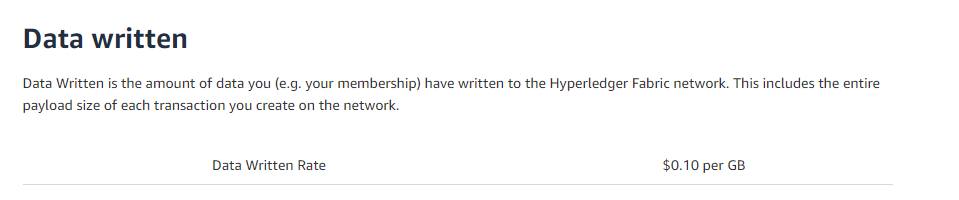 Data written
Data Written is the amount of data you (e.g. your membership) have written to the Hyperledger Fabric network. This includes the entire
payload size of each transaction you create on the network.
Data Written Rate $0.10 per GB